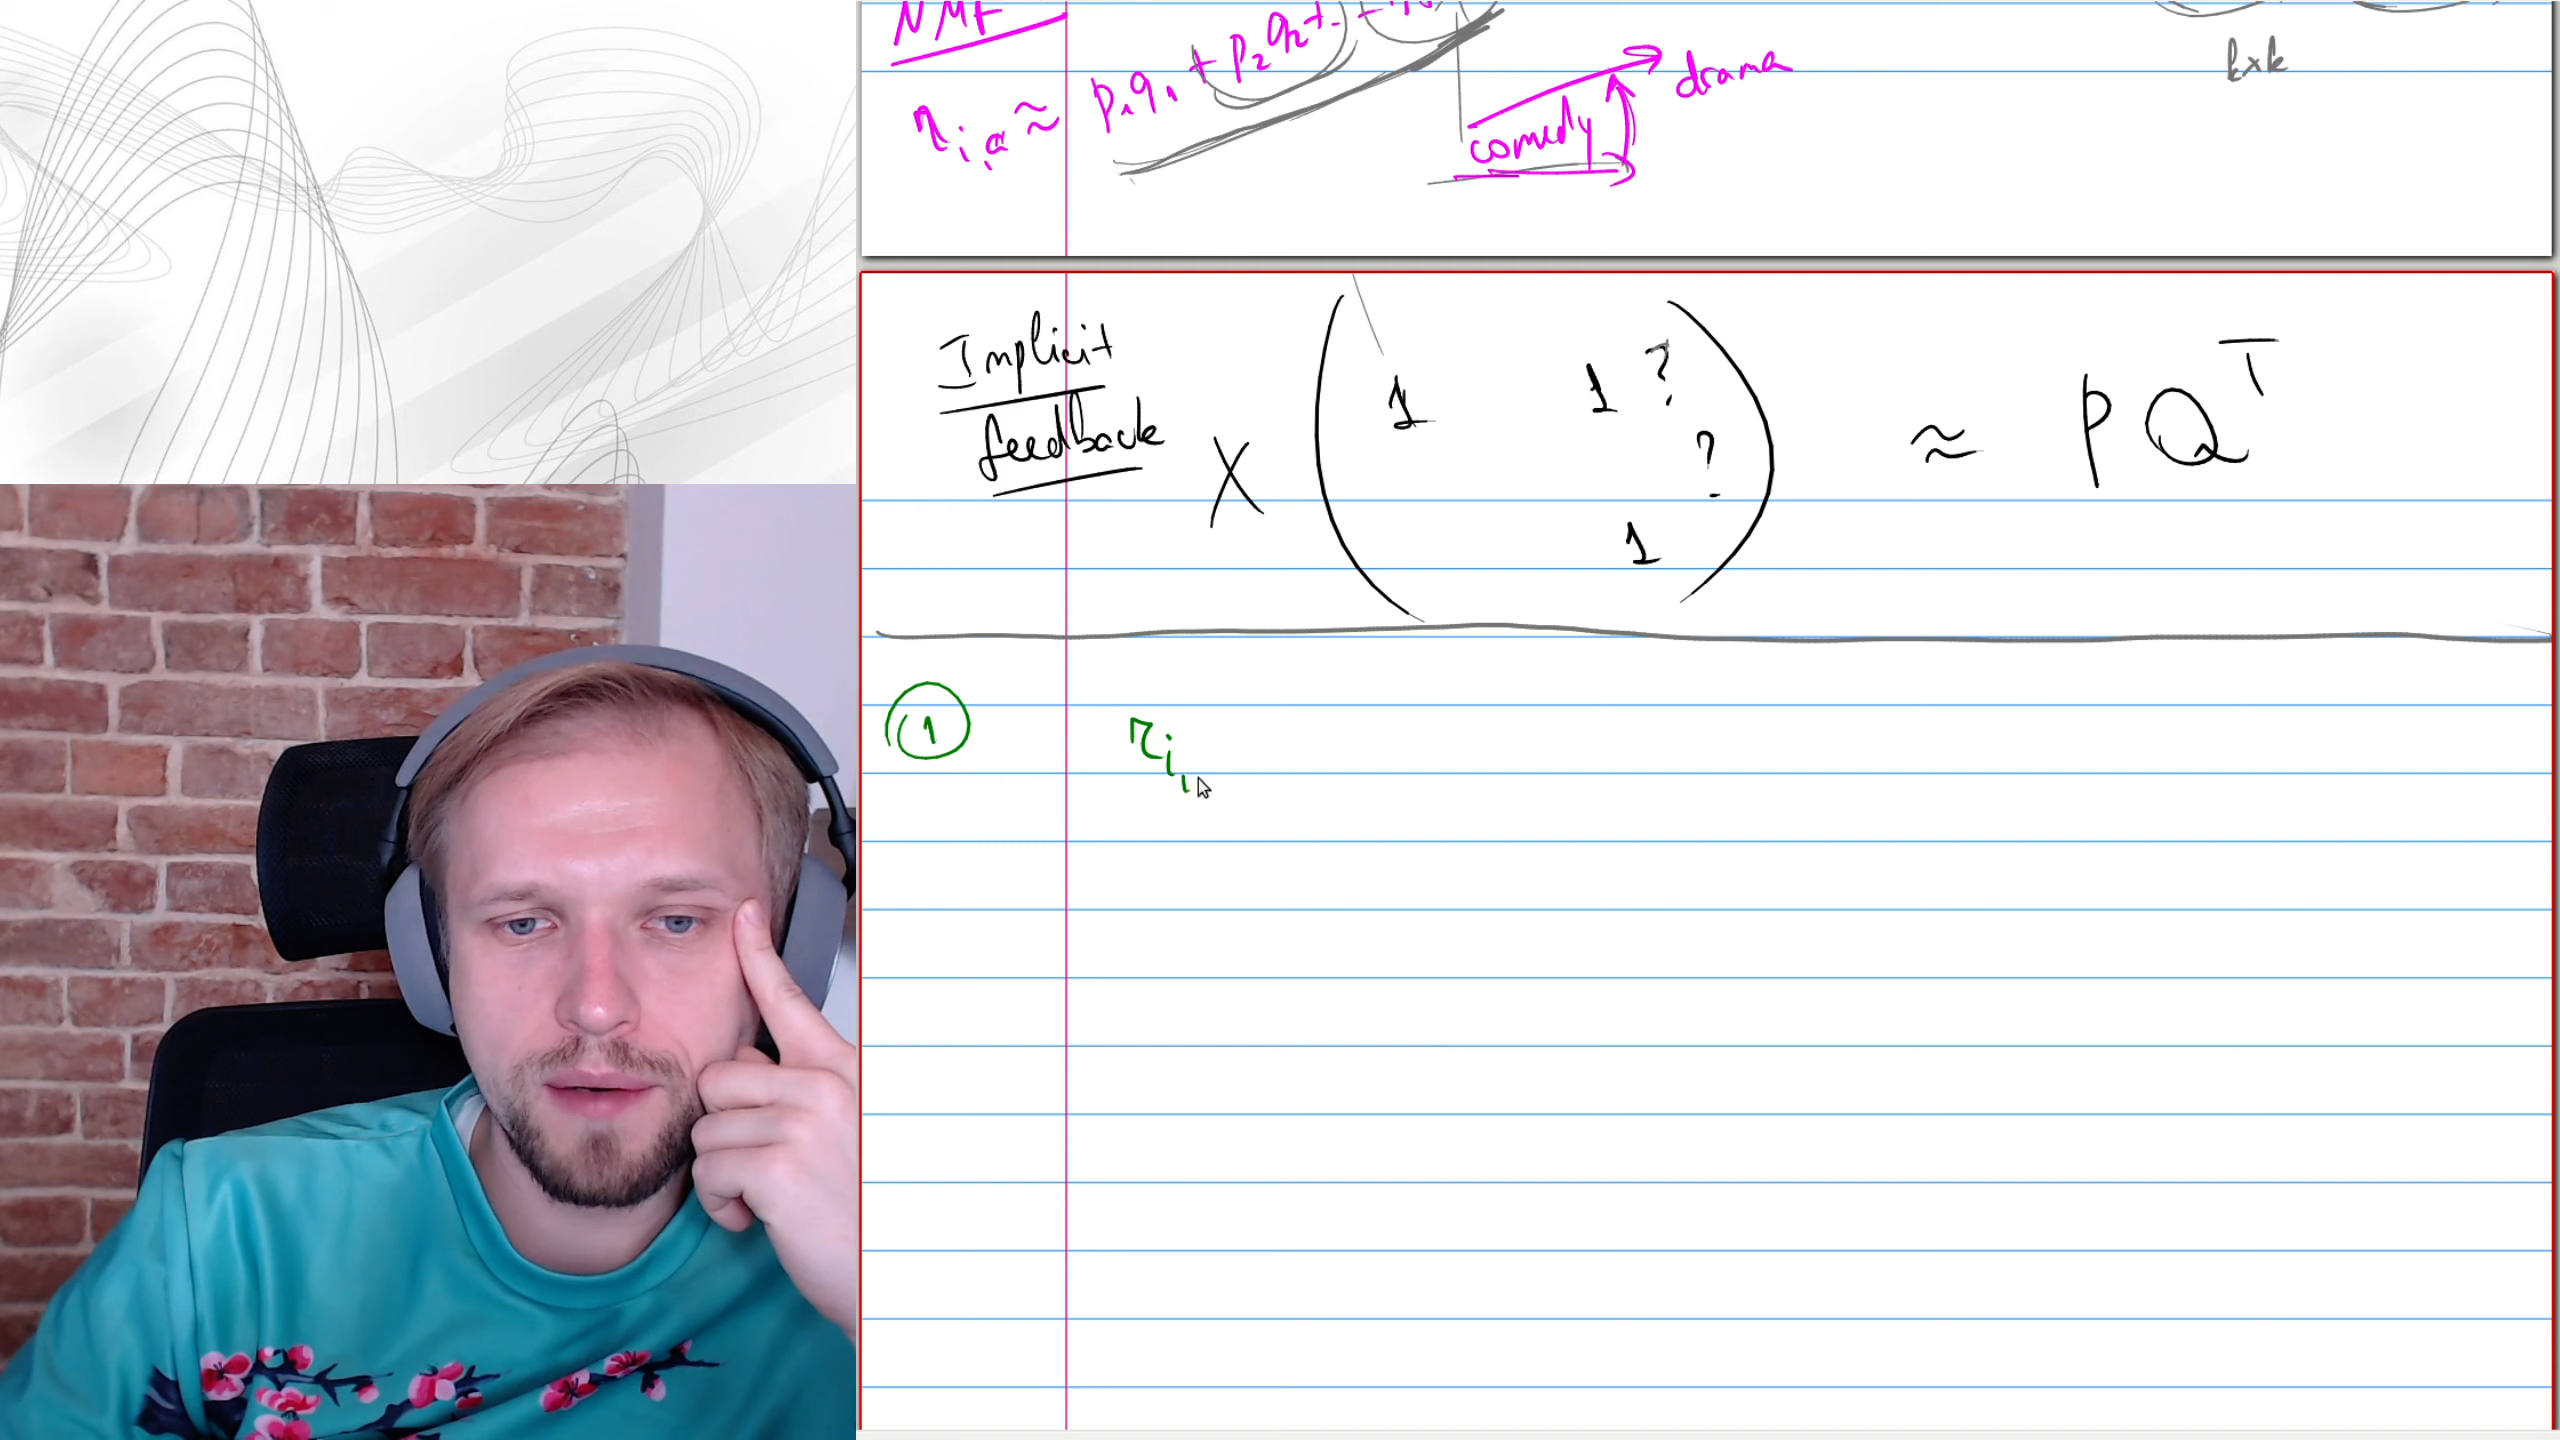 NMF
r_{i,a} ≈ p₁q₁ + p₂q₂ + ...
comedy
drama
k×k
Implicit
feedback
X ( 1 1 ? ? 1 ) ≈ P Q^T
① r_{i,